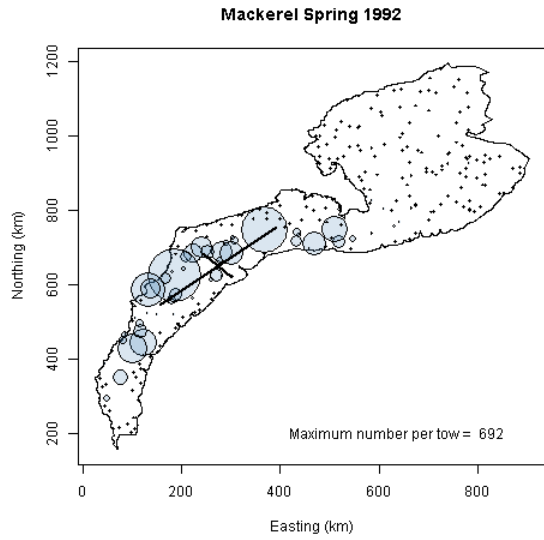 Mackerel Spring 1992
Northing (km)
1200
1000
800
600
400
200
Maximum number per tow = 692
0 200 400 600 800
Easting (km)